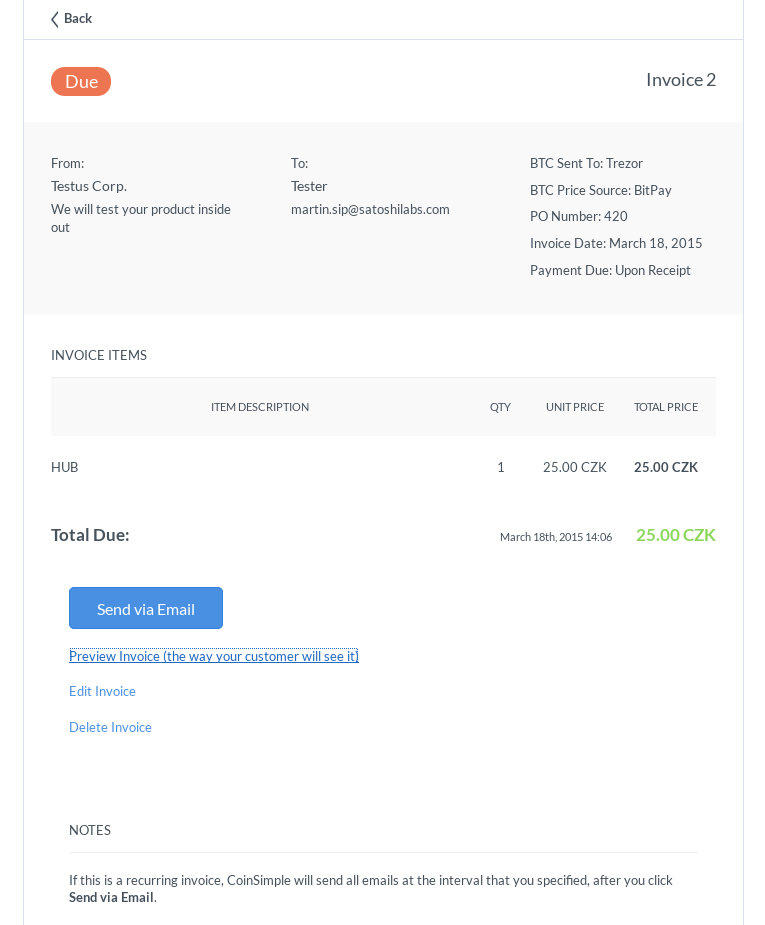 Back
Due
Invoice 2
From:
Testus Corp.
We will test your product inside
out
To:
Tester
martin.sip@satoshilabs.com
BTC Sent To: Trezor
BTC Price Source: BitPay
PO Number: 420
Invoice Date: March 18, 2015
Payment Due: Upon Receipt
INVOICE ITEMS
ITEM DESCRIPTION QTY UNIT PRICE TOTAL PRICE
HUB 1 25.00 CZK 25.00 CZK
Total Due: March 18th, 2015 14:06 25.00 CZK
Send via Email
Preview Invoice (the way your customer will see it)
Edit Invoice
Delete Invoice
NOTES
If this is a recurring invoice, CoinSimple will send all emails at the interval that you specified, after you click
Send via Email.